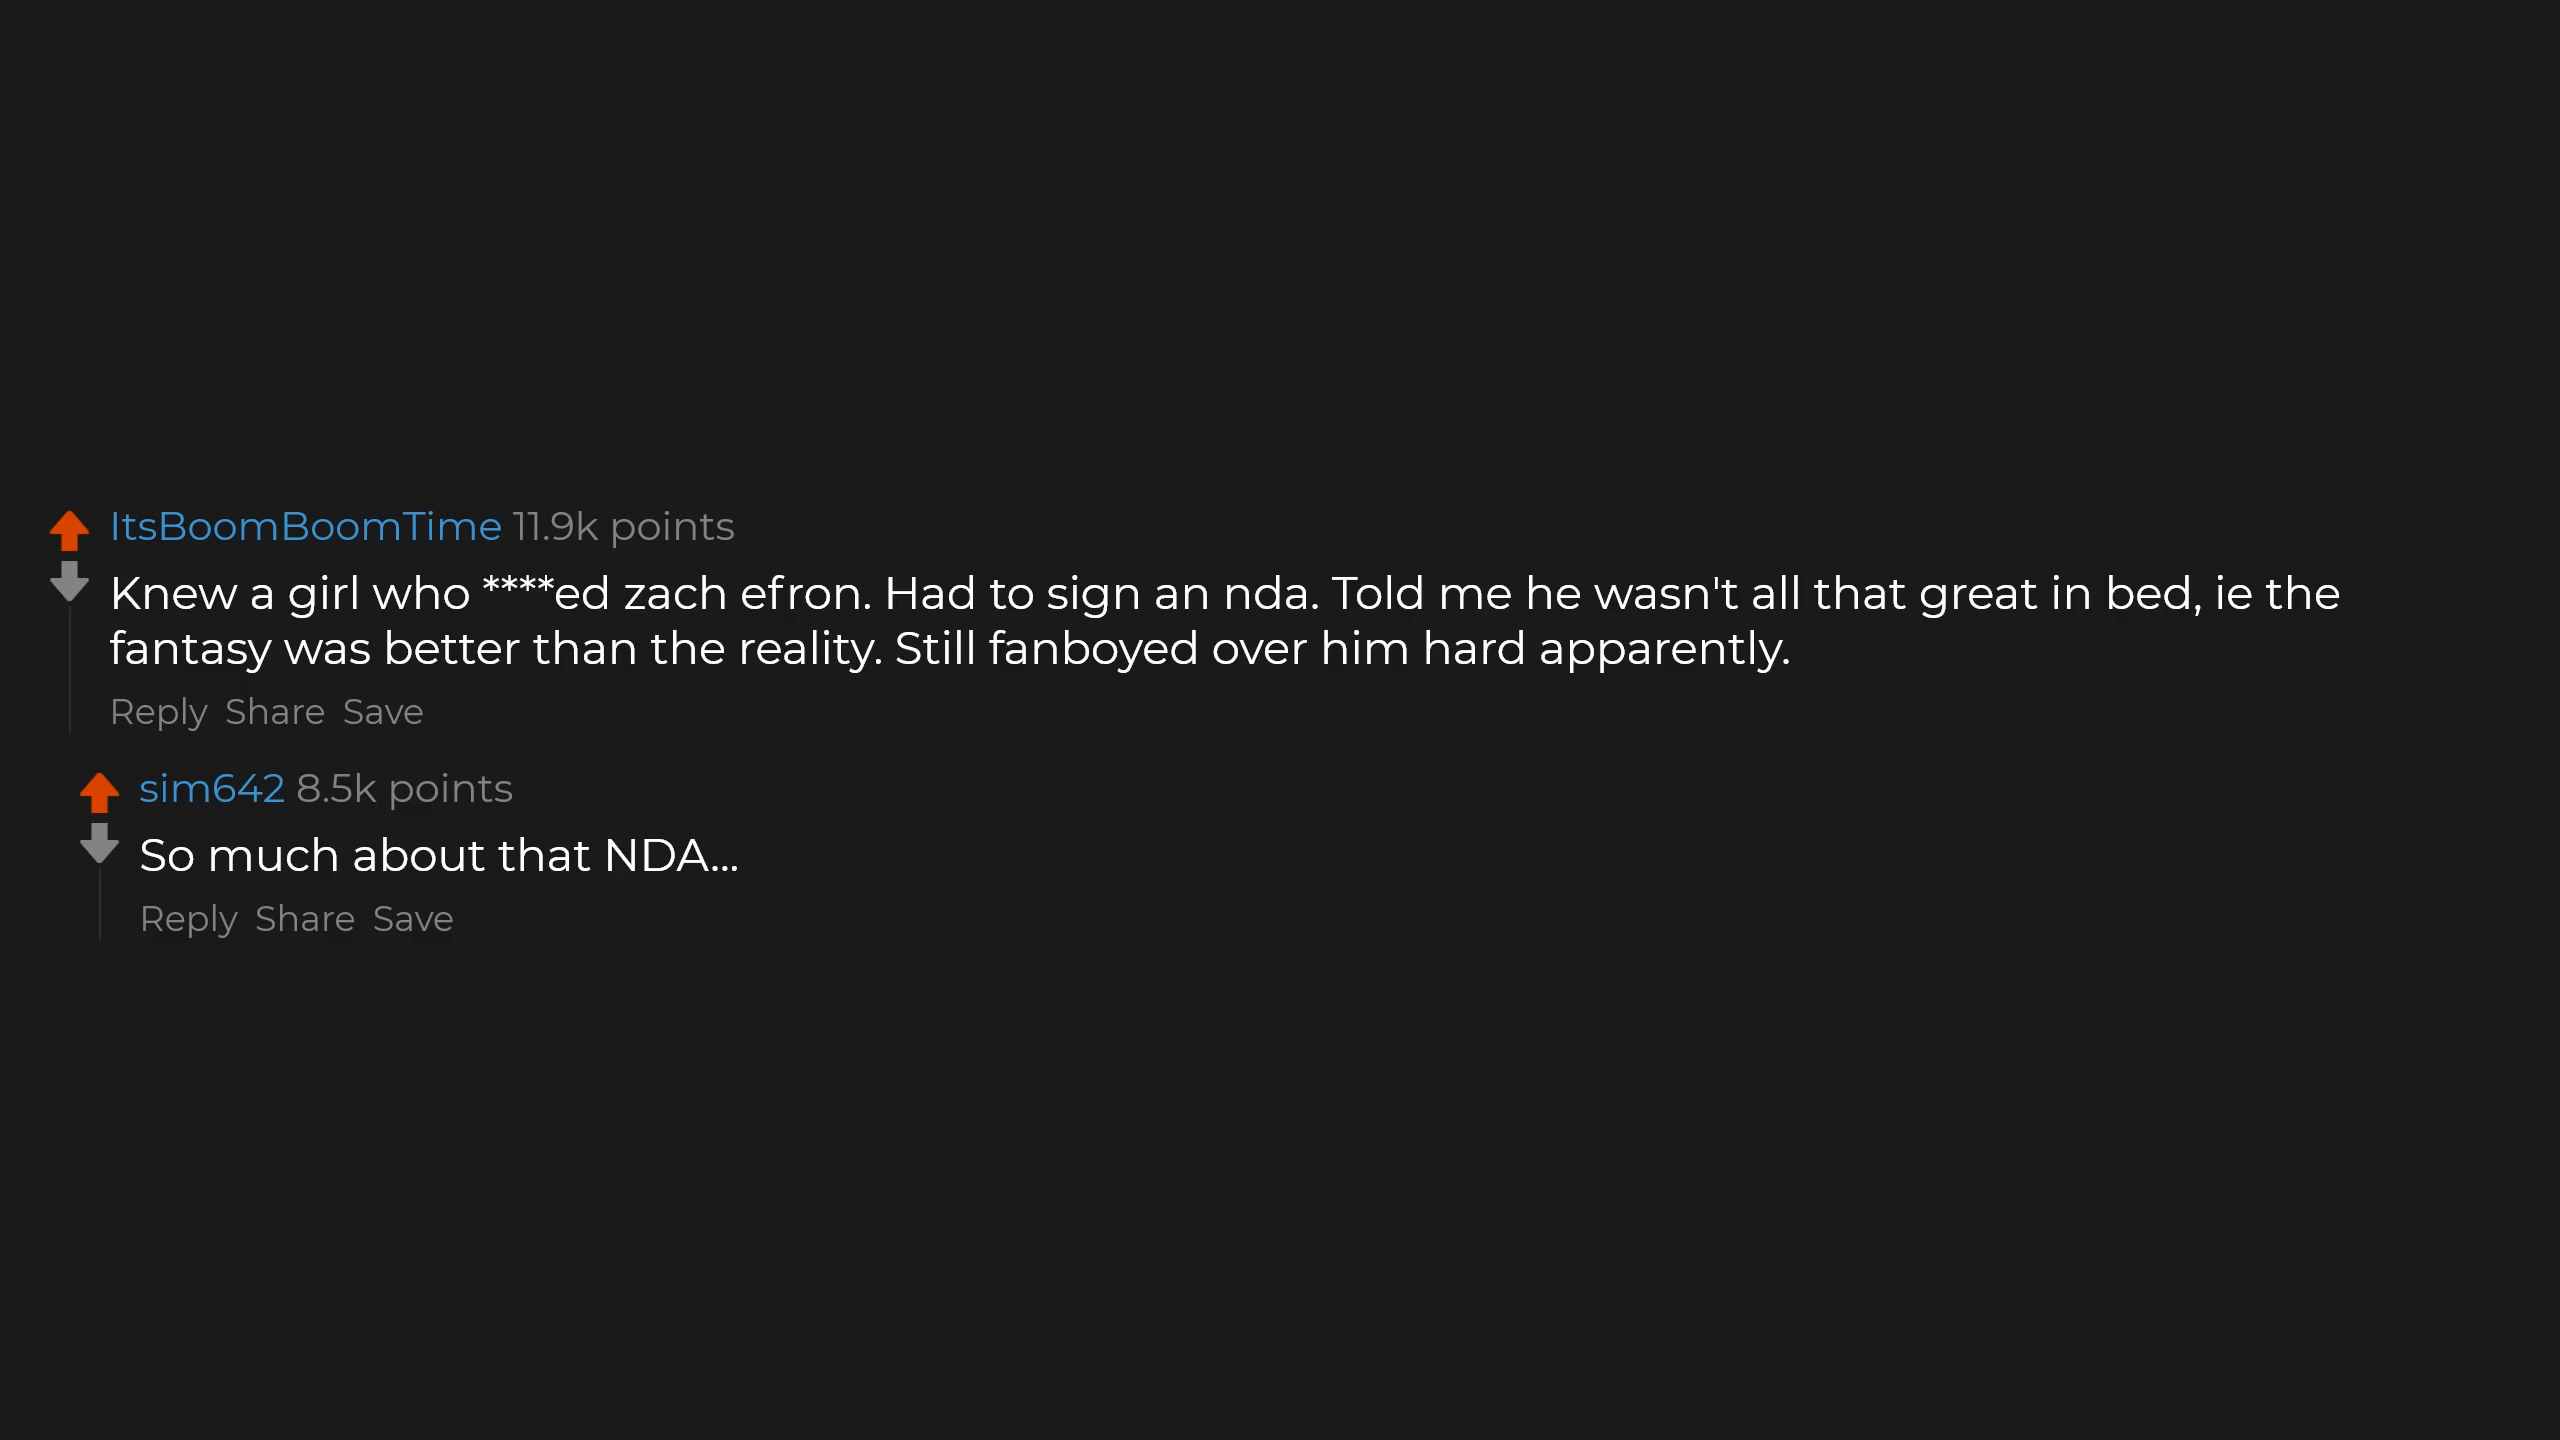 ItsBoomBoomTime 11.9k points
Knew a girl who ****ed zach efron. Had to sign an nda. Told me he wasn't all that great in bed, ie the
fantasy was better than the reality. Still fanboyed over him hard apparently.
Reply Share Save
sim642 8.5k points
So much about that NDA...
Reply Share Save